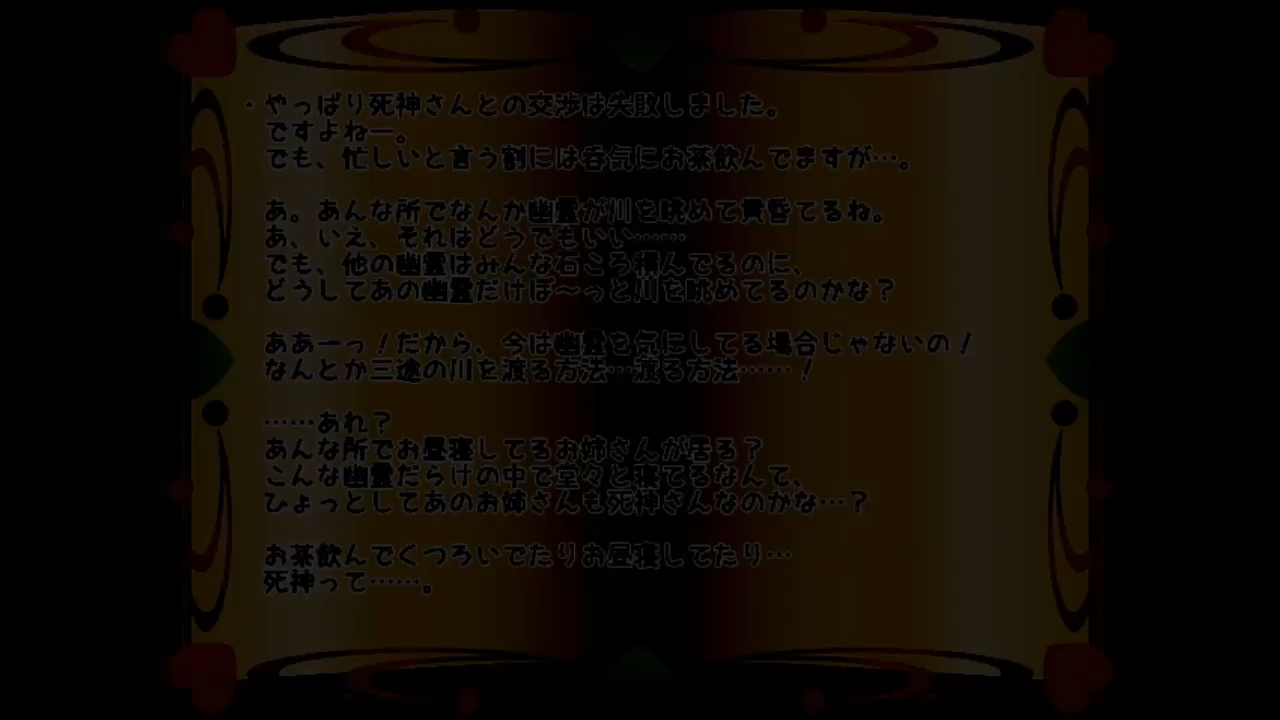 ・やっぱり死神さんとの交渉は失敗しました。
ですよねー。
でも、忙しいと言う割には呑気にお茶飲んでますが…。
あ。あんな所でなんか幽霊が川を眺めて黄昏てるね。
あ、いえ、それはどうでもいい……
でも、他の幽霊はみんな石ころ積んでるのに、
どうしてあの幽霊だけぼ～っと川を眺めてるのかな？
ああーっ！だから、今は幽霊を気にしてる場合じゃないの！
なんとか三途の川を渡る方法…渡る方法……！
……あれ？
あんな所でお昼寝してるお姉さんが居る？
こんな幽霊だらけの中で堂々と寝てるなんて、
ひょっとしてあのお姉さんも死神さんなのかな…？
お茶飲んでくつろいでたりお昼寝してたり…
死神って……。